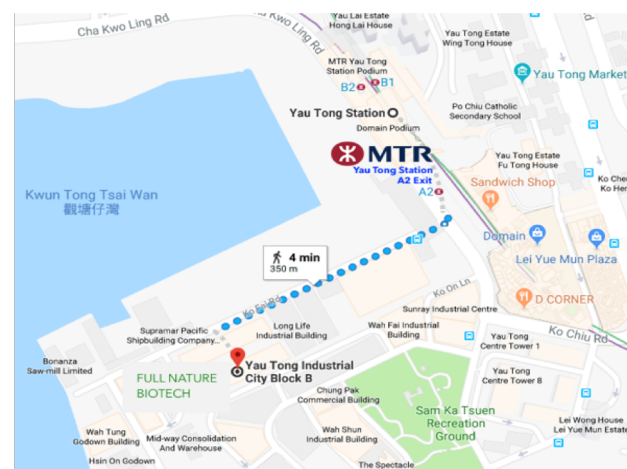 Cha Kwo Ling Rd
Cha Kwo Ling Rd
Yau Lai Estate
Hong Lai House
Yau Tong Estate
Wing Tong House
MTR Yau Tong
Station Podium
B2
B1
Yau Tong Market
Yau Tong Station
Domain Podium
Po Chiu Catholic
Secondary School
MTR
Yau Tong Station
A2 Exit
A2
Yau Tong Estate
Fu Tong House
Ko Che
Ko He
Sandwich Shop
Kwun Tong Tsai Wan
觀塘仔灣
Domain
Lei Yue Mun Plaza
4 min
350 m
Ko Fai Rd
Ko On Ln
D CORNER
Sunray Industrial Centre
Supramar Pacific
Shipbuilding Company...
Long Life
Industrial Building
Wah Fai Industrial
Building
Ko Chiu Rd
Yau Tong
Centre Tower 1
Bonanza
Saw-mill Limited
Yau Tong Industrial
City Block B
FULL NATURE
BIOTECH
Yau Tong
Centre Tower 8
Chung Pak
Commercial Building
Sam Ka Tsuen
Recreation
Ground
Lei Wong House
Lei Yue Mun Estate
Wah Tung
Godown Building
Mid-way Consolidation
And Warehouse
Wah Shun
Industrial Building
Hsin On Godown
The Spectacle